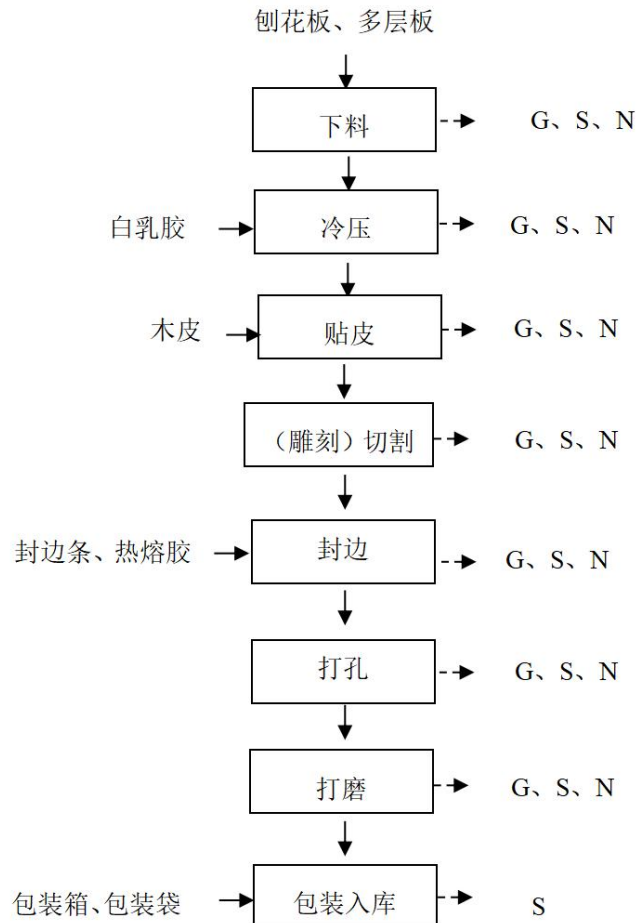 刨花板、多层板
下料
G、S、N
白乳胶
冷压
G、S、N
木皮
贴皮
G、S、N
（雕刻）切割
G、S、N
封边条、热熔胶
封边
G、S、N
打孔
G、S、N
打磨
G、S、N
包装箱、包装袋
包装入库
S